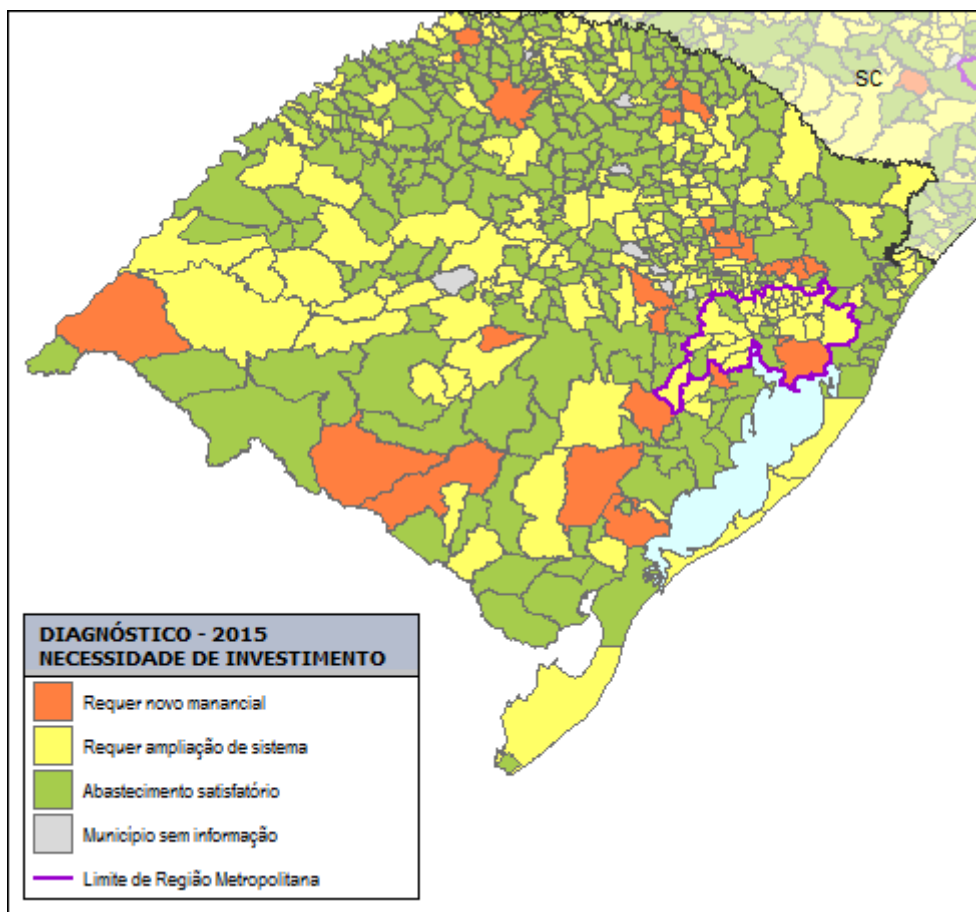 SC
DIAGNÓSTICO - 2015
NECESSIDADE DE INVESTIMENTO
Requer novo manancial
Requer ampliação de sistema
Abastecimento satisfatório
Município sem informação
Limite de Região Metropolitana